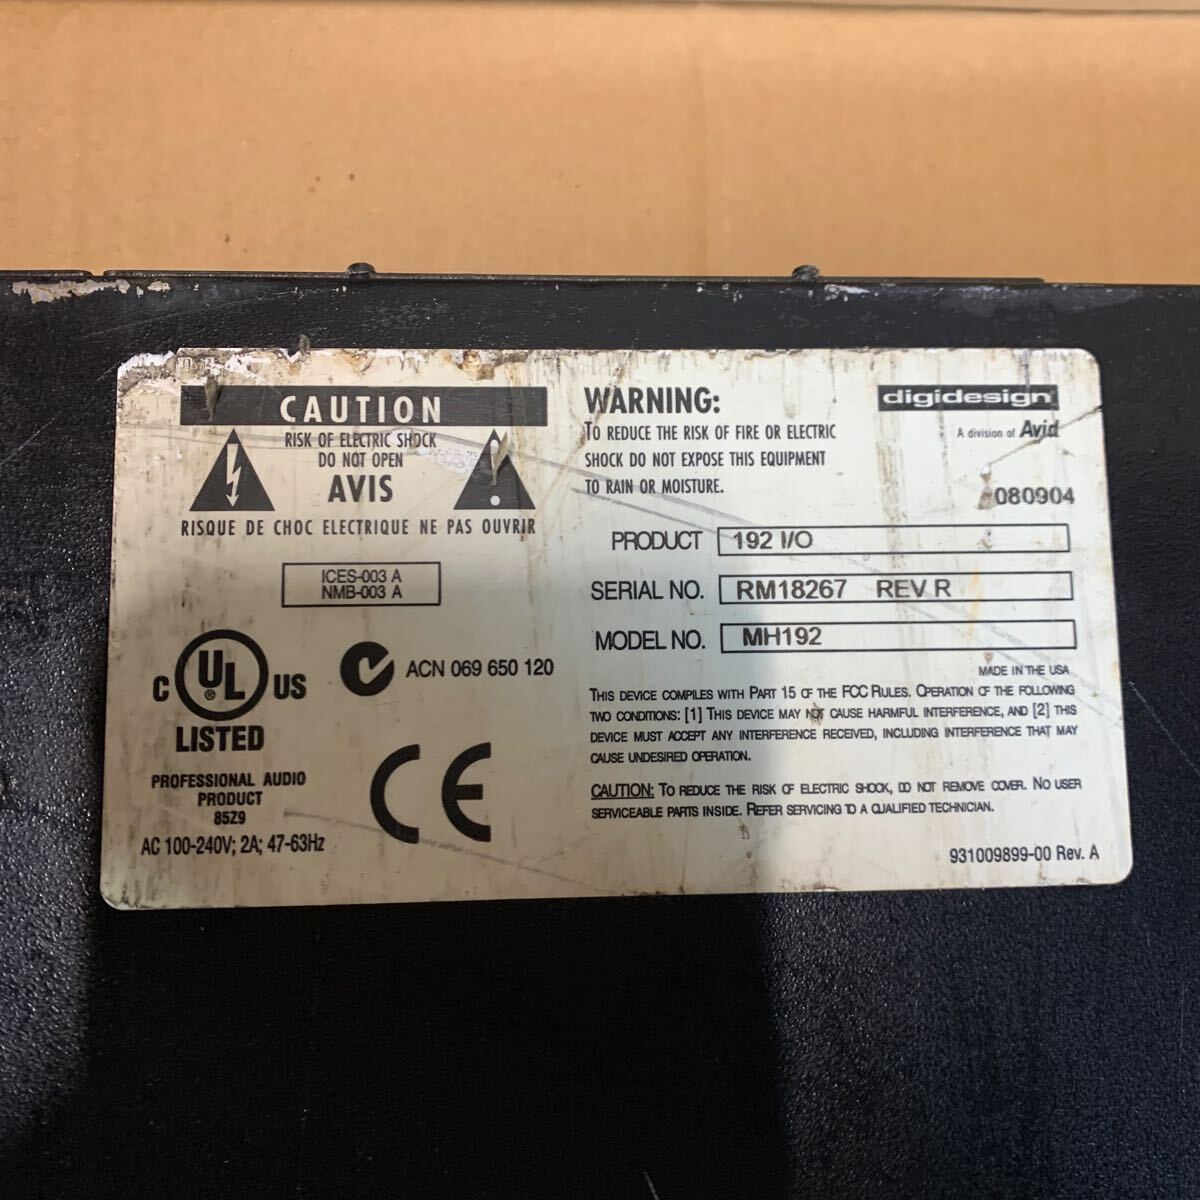 CAUTION
RISK OF ELECTRIC SHOCK
DO NOT OPEN
AVIS
RISQUE DE CHOC ELECTRIQUE NE PAS OUVRIR
ICES-003 A
NMB-003 A
C UL ® US
LISTED
PROFESSIONAL AUDIO
PRODUCT
85Z9
AC 100-240V; 2A; 47-63Hz
ACN 069 650 120
CE
WARNING:
TO REDUCE THE RISK OF FIRE OR ELECTRIC
SHOCK DO NOT EXPOSE THIS EQUIPMENT
TO RAIN OR MOISTURE.
digidesign
A division of Avid
080904
PRODUCT 192 I/O
SERIAL NO. RM18267 REV R
MODEL NO. MH192
MADE IN THE USA
THIS DEVICE COMPLIES WITH PART 15 OF THE FCC RULES. OPERATION OF THE FOLLOWING
TWO CONDITIONS: [1] THIS DEVICE MAY NOT CAUSE HARMFUL INTERFERENCE, AND [2] THIS
DEVICE MUST ACCEPT ANY INTERFERENCE RECEIVED, INCLUDING INTERFERENCE THAT MAY
CAUSE UNDESIRED OPERATION.
CAUTION: TO REDUCE THE RISK OF ELECTRIC SHOCK, DO NOT REMOVE COVER. NO USER
SERVICEABLE PARTS INSIDE. REFER SERVICING TO A QUALIFIED TECHNICIAN.
931009899-00 Rev. A